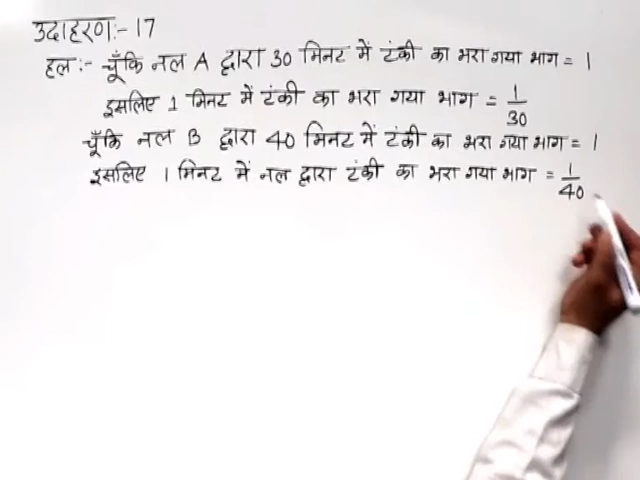 उदाहरण:- 17
हल:- चूँकि नल A द्वारा 30 मिनट में टंकी का भरा गया भाग = 1
इसलिए 1 मिनट में टंकी का भरा गया भाग = 1/30
चूँकि नल B द्वारा 40 मिनट में टंकी का भरा गया भाग = 1
इसलिए 1 मिनट में नल द्वारा टंकी का भरा गया भाग = 1/40